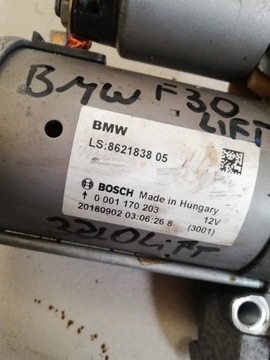 BMW F30
LIFT
BMW
LS:8621838 05
BOSCH Made in Hungary
0 001 170 203
12V
20160902 03:06:26 8
(3001)